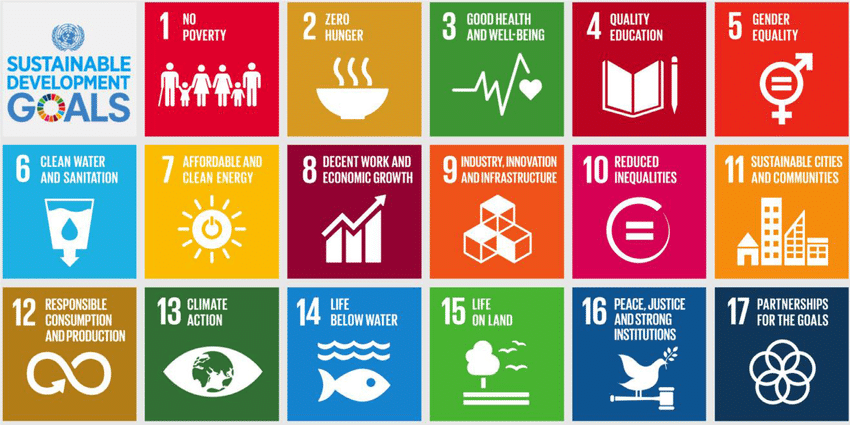 SUSTAINABLE
DEVELOPMENT
GOALS
1 NO
POVERTY
2 ZERO
HUNGER
3 GOOD HEALTH
AND WELL-BEING
4 QUALITY
EDUCATION
5 GENDER
EQUALITY
6 CLEAN WATER
AND SANITATION
7 AFFORDABLE AND
CLEAN ENERGY
8 DECENT WORK AND
ECONOMIC GROWTH
9 INDUSTRY, INNOVATION
AND INFRASTRUCTURE
10 REDUCED
INEQUALITIES
11 SUSTAINABLE CITIES
AND COMMUNITIES
12 RESPONSIBLE
CONSUMPTION
AND PRODUCTION
13 CLIMATE
ACTION
14 LIFE
BELOW WATER
15 LIFE
ON LAND
16 PEACE, JUSTICE
AND STRONG
INSTITUTIONS
17 PARTNERSHIPS
FOR THE GOALS